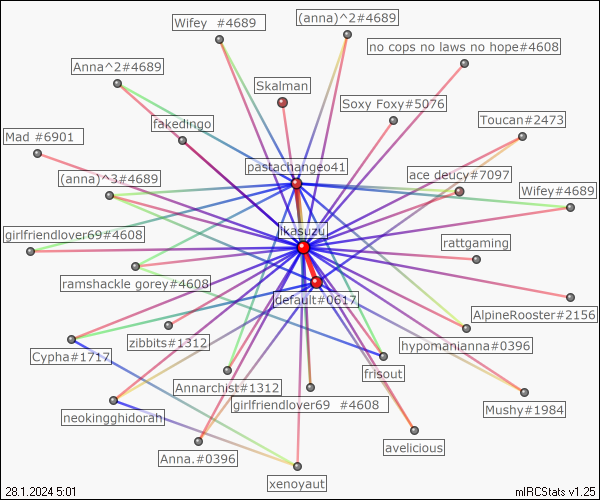 Wifey  #4689
(anna)^2#4689
no cops no laws no hope#4608
Anna^2#4689
Skalman
Soxy Foxy#5076
Toucan#2473
fakedingo
Mad #6901
pastachangeo41
ace deucy#7097
(anna)^3#4689
Wifey#4689
girlfriendlover69#4608
ikasuzu
rattgaming
ramshackle gorey#4608
default#0617
AlpineRooster#2156
zibbits#1312
hypomanianna#0396
Cypha#1717
frisout
Annarchist#1312
girlfriendlover69  #4608
Mushy#1984
neokingghidorah
avelicious
Anna.#0396
xenoyaut
28.1.2024 5:01
mIRCStats v1.25